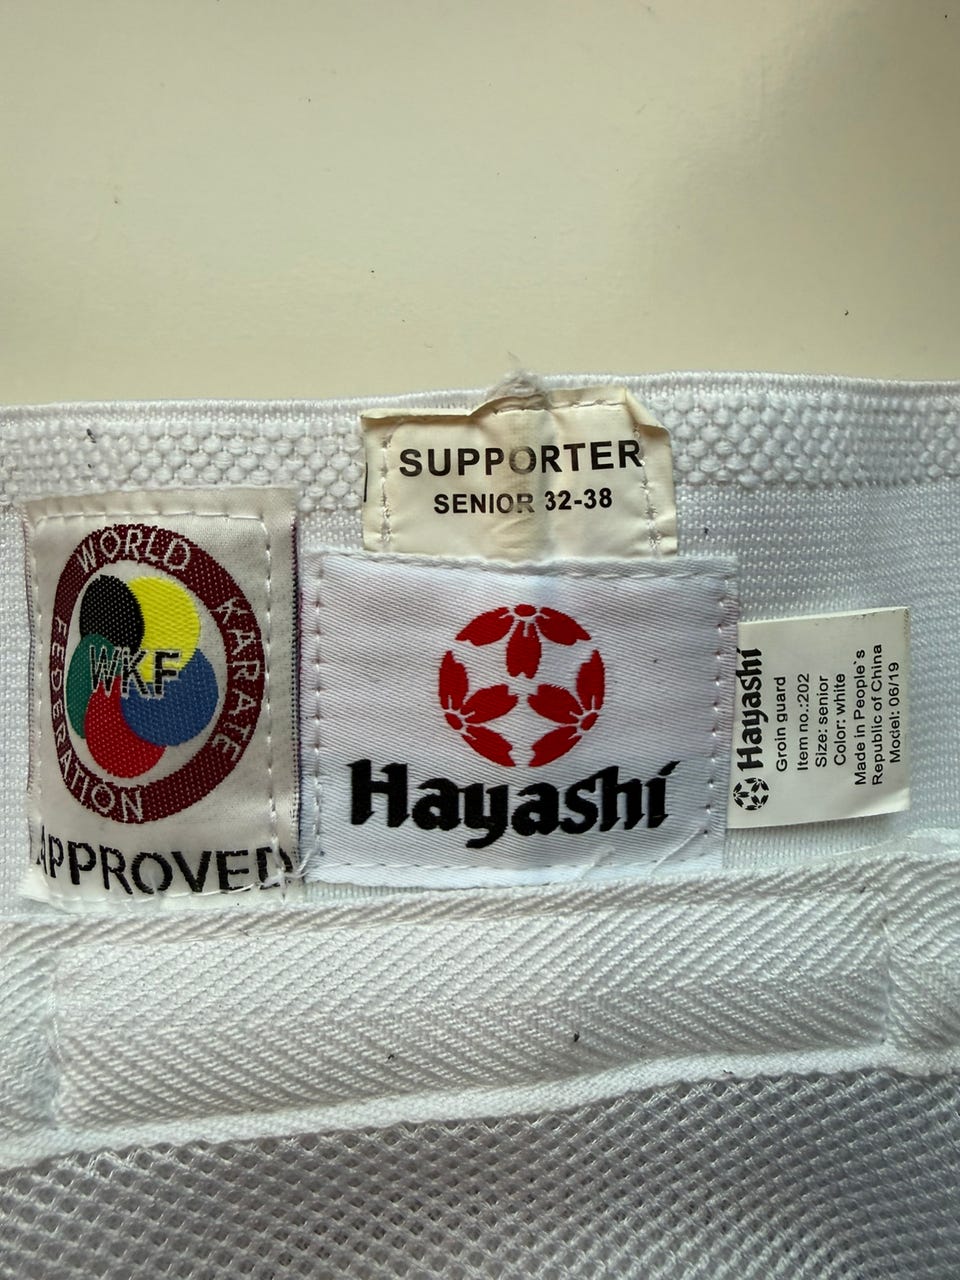 SUPPORTER
SENIOR 32-38
WORLD KARATE FEDERATION
WKF
APPROVED
Hayashi
Hayashi
Groin guard
Item no.:202
Size: senior
Color: white
Made in People`s
Republic of China
Model: 06/19